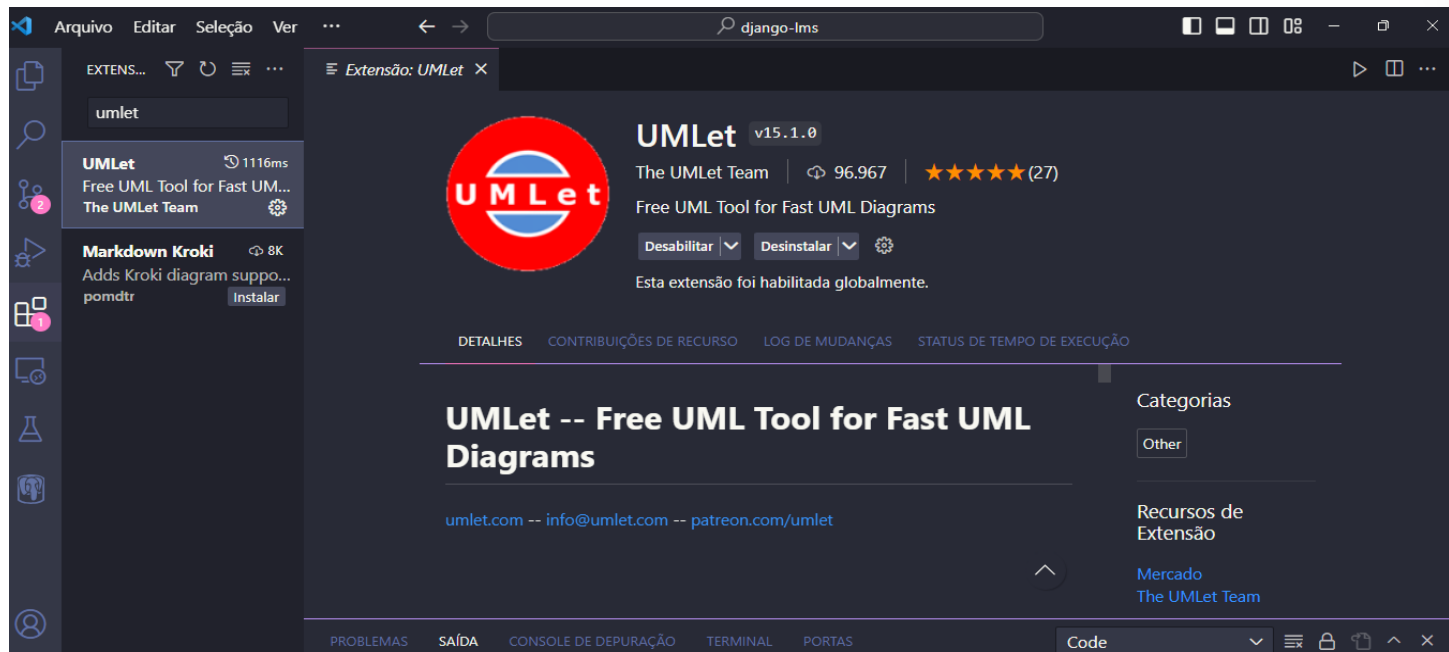 Arquivo Editar Seleção Ver ··· django-lms
EXTENS... ···
Extensão: UMLet
···
umlet
UMLet 1116ms
Free UML Tool for Fast UM...
The UMLet Team
Markdown Kroki 8K
Adds Kroki diagram suppo...
pomdtr Instalar
2
1
UMLet
UMLet v15.1.0
The UMLet Team 96.967 (27)
Free UML Tool for Fast UML Diagrams
Desabilitar Desinstalar
Esta extensão foi habilitada globalmente.
DETALHES CONTRIBUIÇÕES DE RECURSO LOG DE MUDANÇAS STATUS DE TEMPO DE EXECUÇÃO
UMLet -- Free UML Tool for Fast UML
Diagrams
umlet.com -- info@umlet.com -- patreon.com/umlet
Categorias
Other
Recursos de
Extensão
Mercado
The UMLet Team
PROBLEMAS SAÍDA CONSOLE DE DEPURAÇÃO TERMINAL PORTAS Code